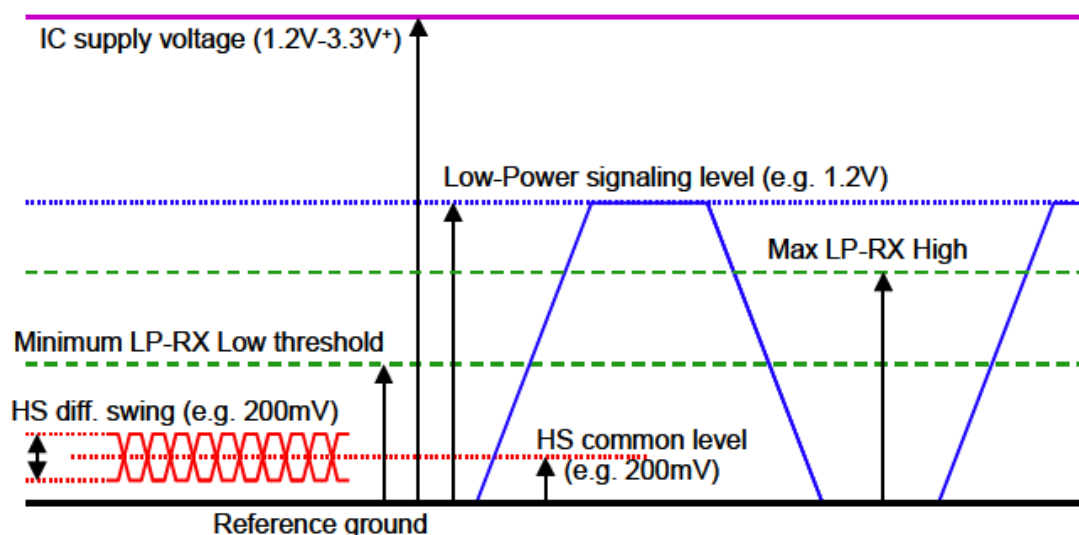 IC supply voltage (1.2V-3.3V⁺)
Low-Power signaling level (e.g. 1.2V)
Max LP-RX High
Minimum LP-RX Low threshold
HS diff. swing (e.g. 200mV)
HS common level
(e.g. 200mV)
Reference ground